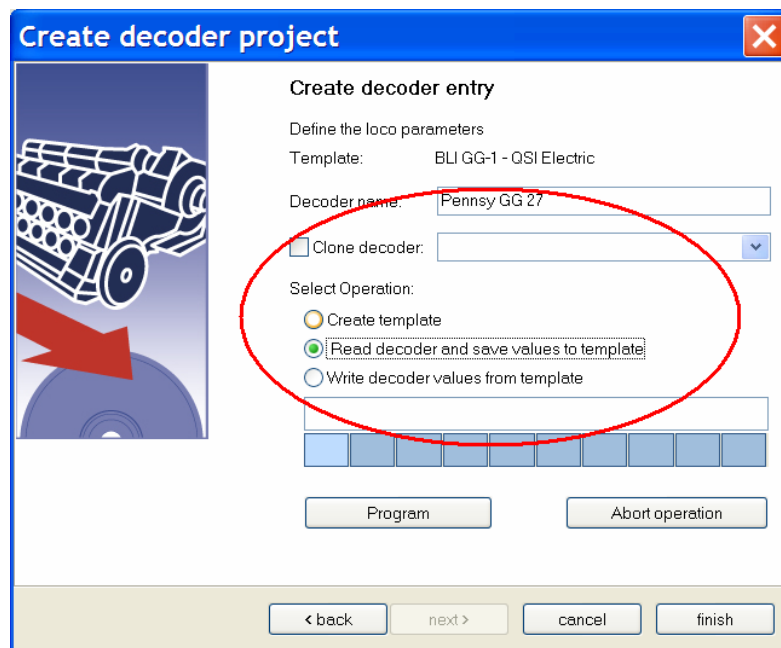 Create decoder project
Create decoder entry
Define the loco parameters
Template: BLI GG-1 - QSI Electric
Decoder name: Pennsy GG 27
Clone decoder:
Select Operation:
Create template
Read decoder and save values to template
Write decoder values from template
Program Abort operation
< back next > cancel finish